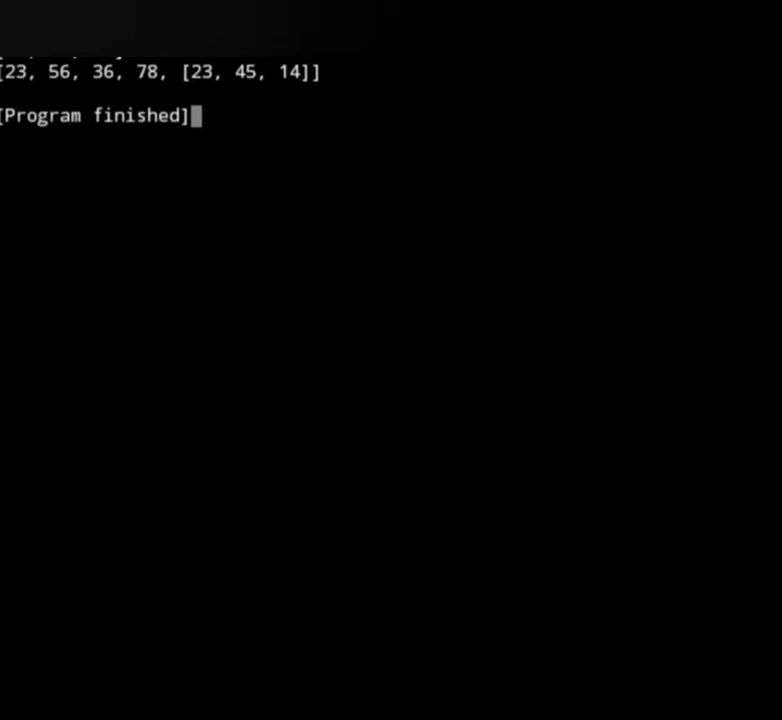 [23, 56, 36, 78, [23, 45, 14]]
[Program finished]